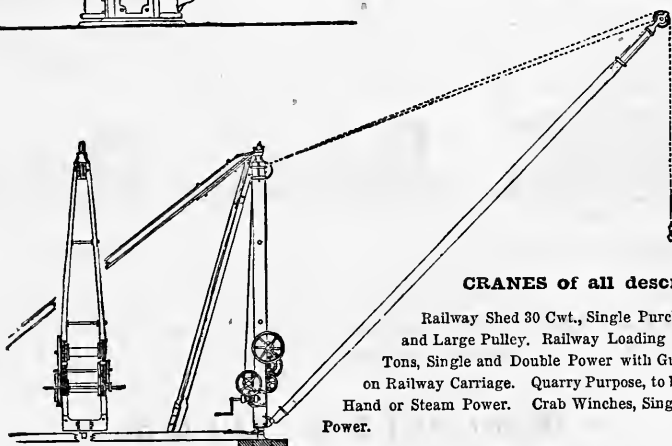 CRANES of all desc
Railway Shed 30 Cwt., Single Purc
and Large Pulley. Railway Loading
Tons, Single and Double Power with Gu
on Railway Carriage. Quarry Purpose, to
Hand or Steam Power. Crab Winches, Sing
Power.